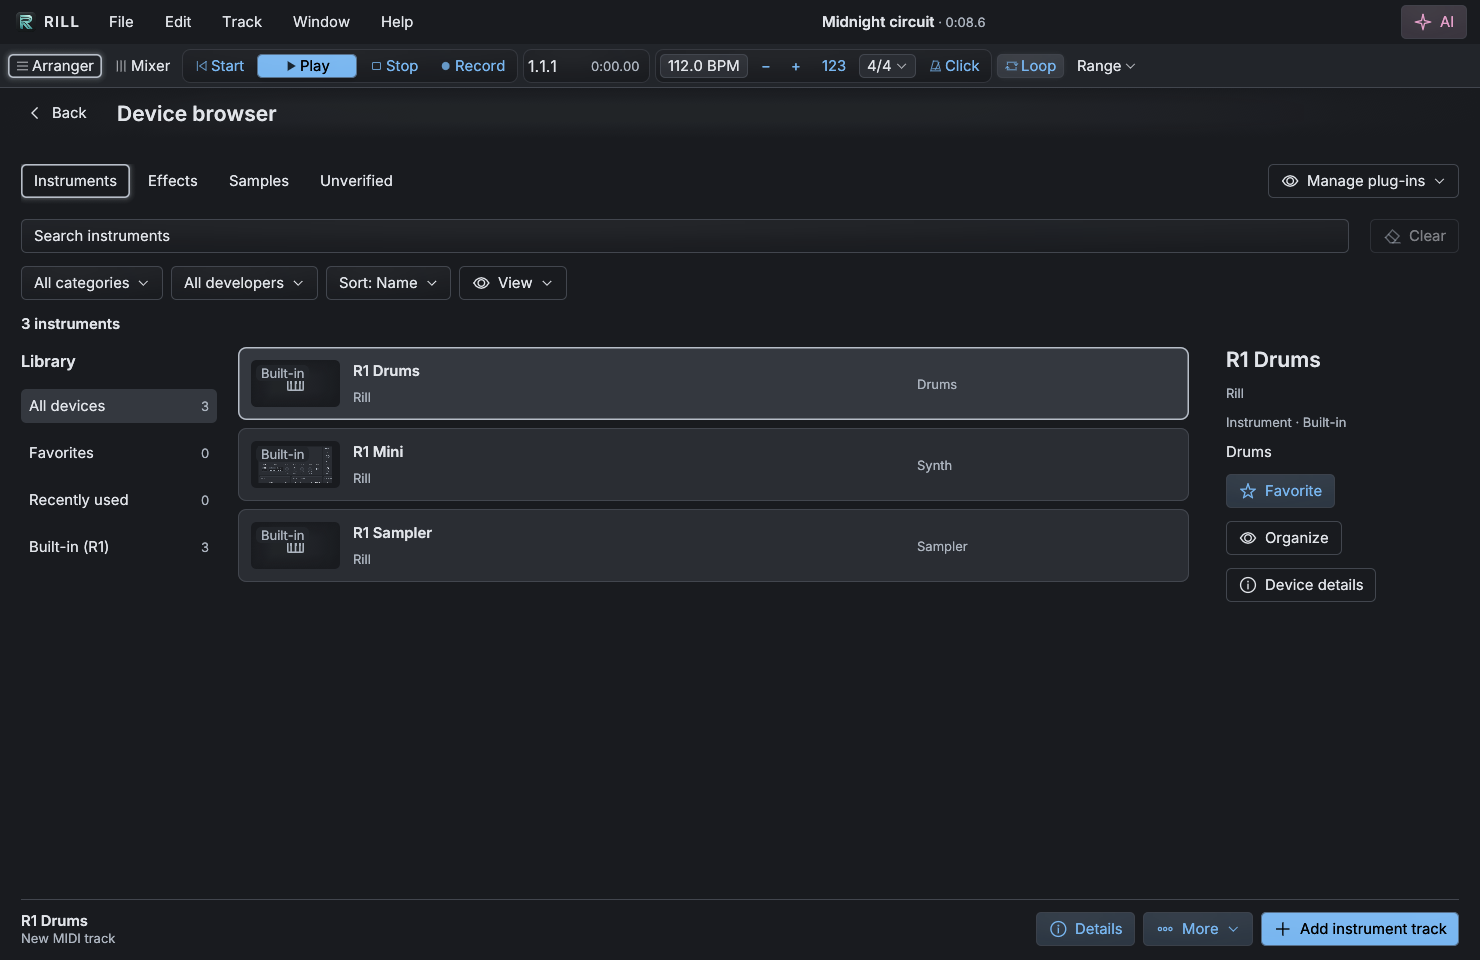 RILL File Edit Track Window Help Midnight circuit · 0:08.6 AI
Arranger Mixer Start Play Stop Record 1.1.1 0:00.00 112.0 BPM − + 123 4/4 Click Loop Range
Back Device browser
Instruments Effects Samples Unverified Manage plug-ins
Search instruments Clear
All categories All developers Sort: Name View
3 instruments
Library
All devices 3
Favorites 0
Recently used 0
Built-in (R1) 3
Built-in
R1 Drums
Rill
Drums
Built-in
R1 Mini
Rill
Synth
Built-in
R1 Sampler
Rill
Sampler
R1 Drums
Rill
Instrument · Built-in
Drums
Favorite
Organize
Device details
R1 Drums
New MIDI track
Details More Add instrument track